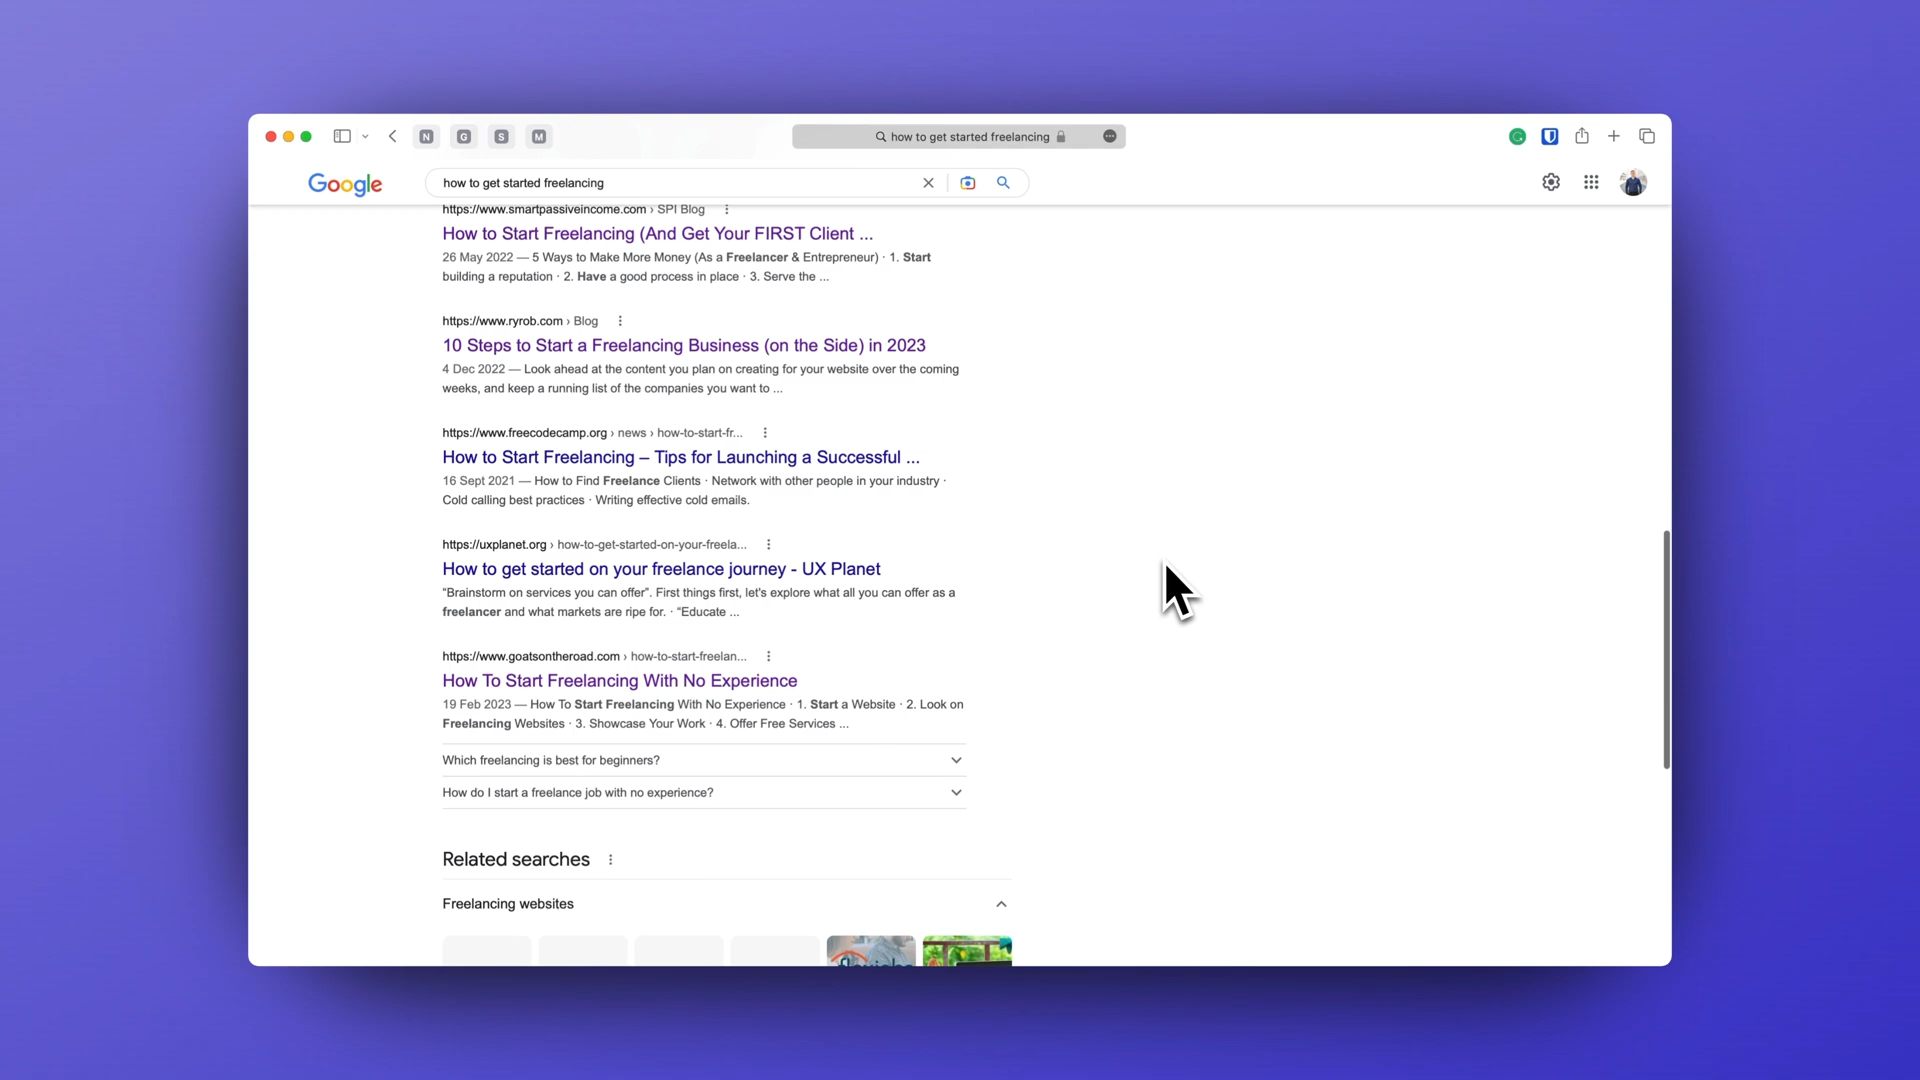 N G S M
how to get started freelancing
Google
how to get started freelancing
https://www.smartpassiveincome.com › SPI Blog
How to Start Freelancing (And Get Your FIRST Client ...
26 May 2022 — 5 Ways to Make More Money (As a Freelancer & Entrepreneur) · 1. Start
building a reputation · 2. Have a good process in place · 3. Serve the ...
https://www.ryrob.com › Blog
10 Steps to Start a Freelancing Business (on the Side) in 2023
4 Dec 2022 — Look ahead at the content you plan on creating for your website over the coming
weeks, and keep a running list of the companies you want to ...
https://www.freecodecamp.org › news › how-to-start-fr...
How to Start Freelancing – Tips for Launching a Successful ...
16 Sept 2021 — How to Find Freelance Clients · Network with other people in your industry ·
Cold calling best practices · Writing effective cold emails.
https://uxplanet.org › how-to-get-started-on-your-freela...
How to get started on your freelance journey - UX Planet
“Brainstorm on services you can offer”. First things first, let's explore what all you can offer as a
freelancer and what markets are ripe for. · “Educate ...
https://www.goatsontheroad.com › how-to-start-freelan...
How To Start Freelancing With No Experience
19 Feb 2023 — How To Start Freelancing With No Experience · 1. Start a Website · 2. Look on
Freelancing Websites · 3. Showcase Your Work · 4. Offer Free Services ...
Which freelancing is best for beginners?
How do I start a freelance job with no experience?
Related searches
Freelancing websites